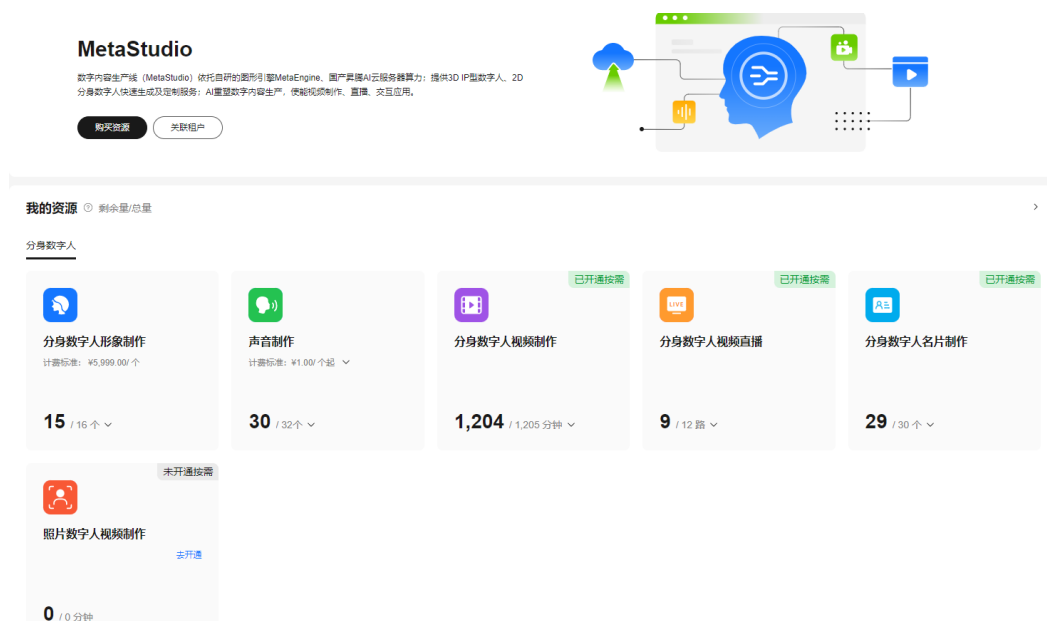 MetaStudio
数字内容生产线（MetaStudio）依托自研的图形引擎MetaEngine、国产昇腾AI云服务器算力；提供3D IP型数字人、2D
分身数字人快速生成及定制服务；AI重塑数字内容生产，使能视频制作、直播、交互应用。
购买资源 关联租户
我的资源 剩余量/总量
分身数字人
分身数字人形象制作
计费标准：¥5,999.00/ 个
15 / 16 个
声音制作
计费标准：¥1.00/ 个起
30 / 32个
已开通按需
分身数字人视频制作
1,204 / 1,205 分钟
已开通按需
LIVE
分身数字人视频直播
9 / 12 路
已开通按需
分身数字人名片制作
29 / 30 个
未开通按需
照片数字人视频制作
去开通
0 / 0 分钟